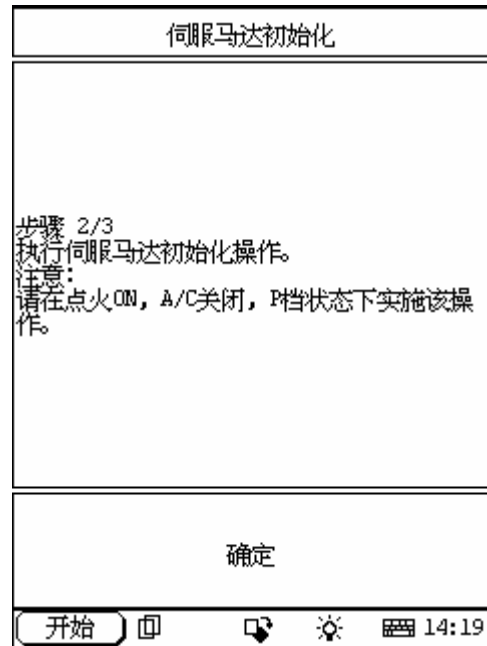 伺服马达初始化
步骤 2/3
执行伺服马达初始化操作。
注意:
请在点火ON, A/C关闭, P档状态下实施该操
作。
确定
开始 14:19